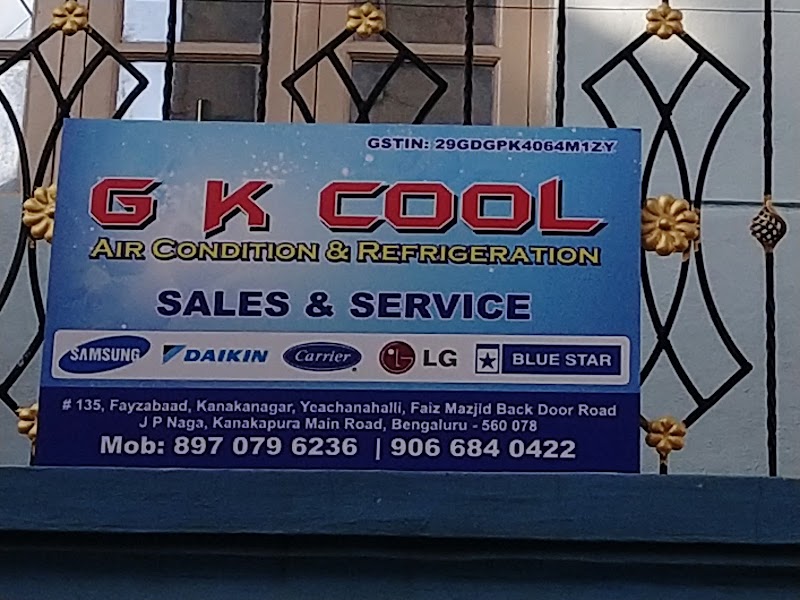 GSTIN: 29GDGPK4064M1ZY
G K COOL
AIR CONDITION & REFRIGERATION
SALES & SERVICE
SAMSUNG DAIKIN Carrier LG BLUE STAR
# 135, Fayzabaad, Kanakanagar, Yeachanahalli, Faiz Mazjid Back Door Road
J P Naga, Kanakapura Main Road, Bengaluru - 560 078
Mob: 897 079 6236 | 906 684 0422